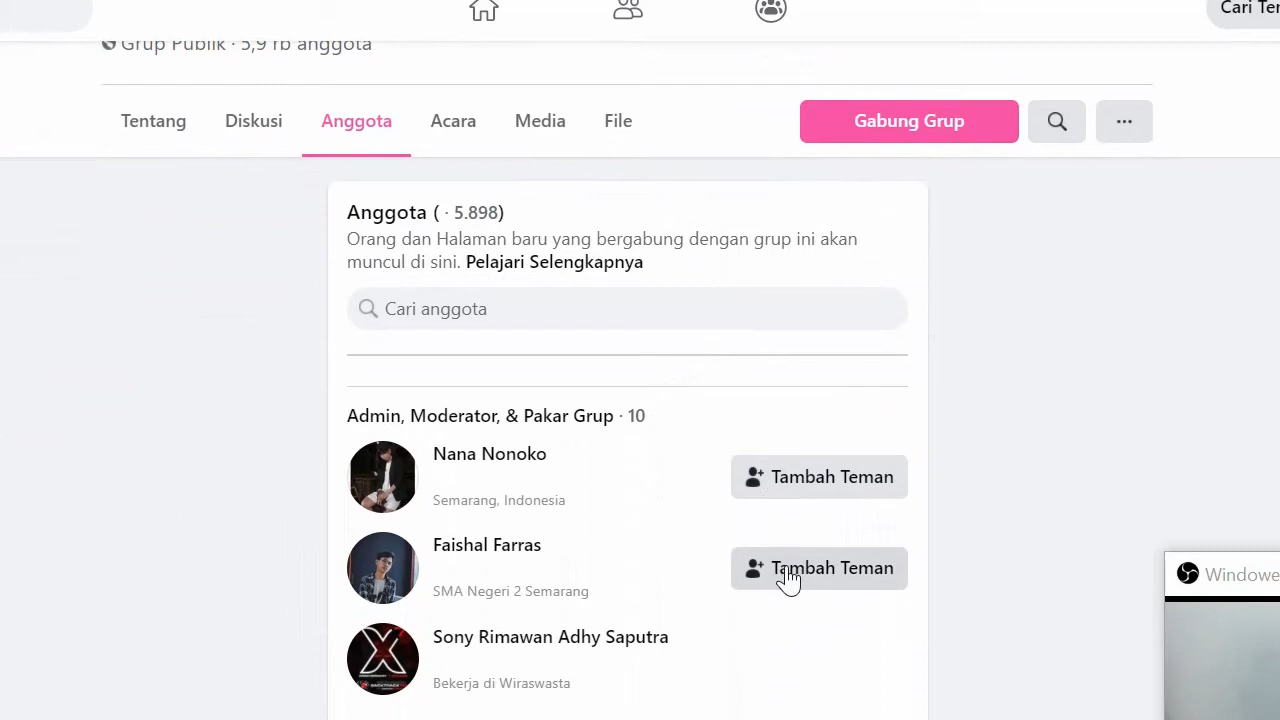 Cari Te
Grup Publik · 5,9 rb anggota
Tentang Diskusi Anggota Acara Media File Gabung Grup ...
Anggota ( · 5.898)
Orang dan Halaman baru yang bergabung dengan grup ini akan
muncul di sini. Pelajari Selengkapnya
Cari anggota
Admin, Moderator, & Pakar Grup · 10
Nana Nonoko
Tambah Teman
Semarang, Indonesia
Faishal Farras
Tambah Teman
SMA Negeri 2 Semarang
Windowe
Sony Rimawan Adhy Saputra
Bekerja di Wiraswasta